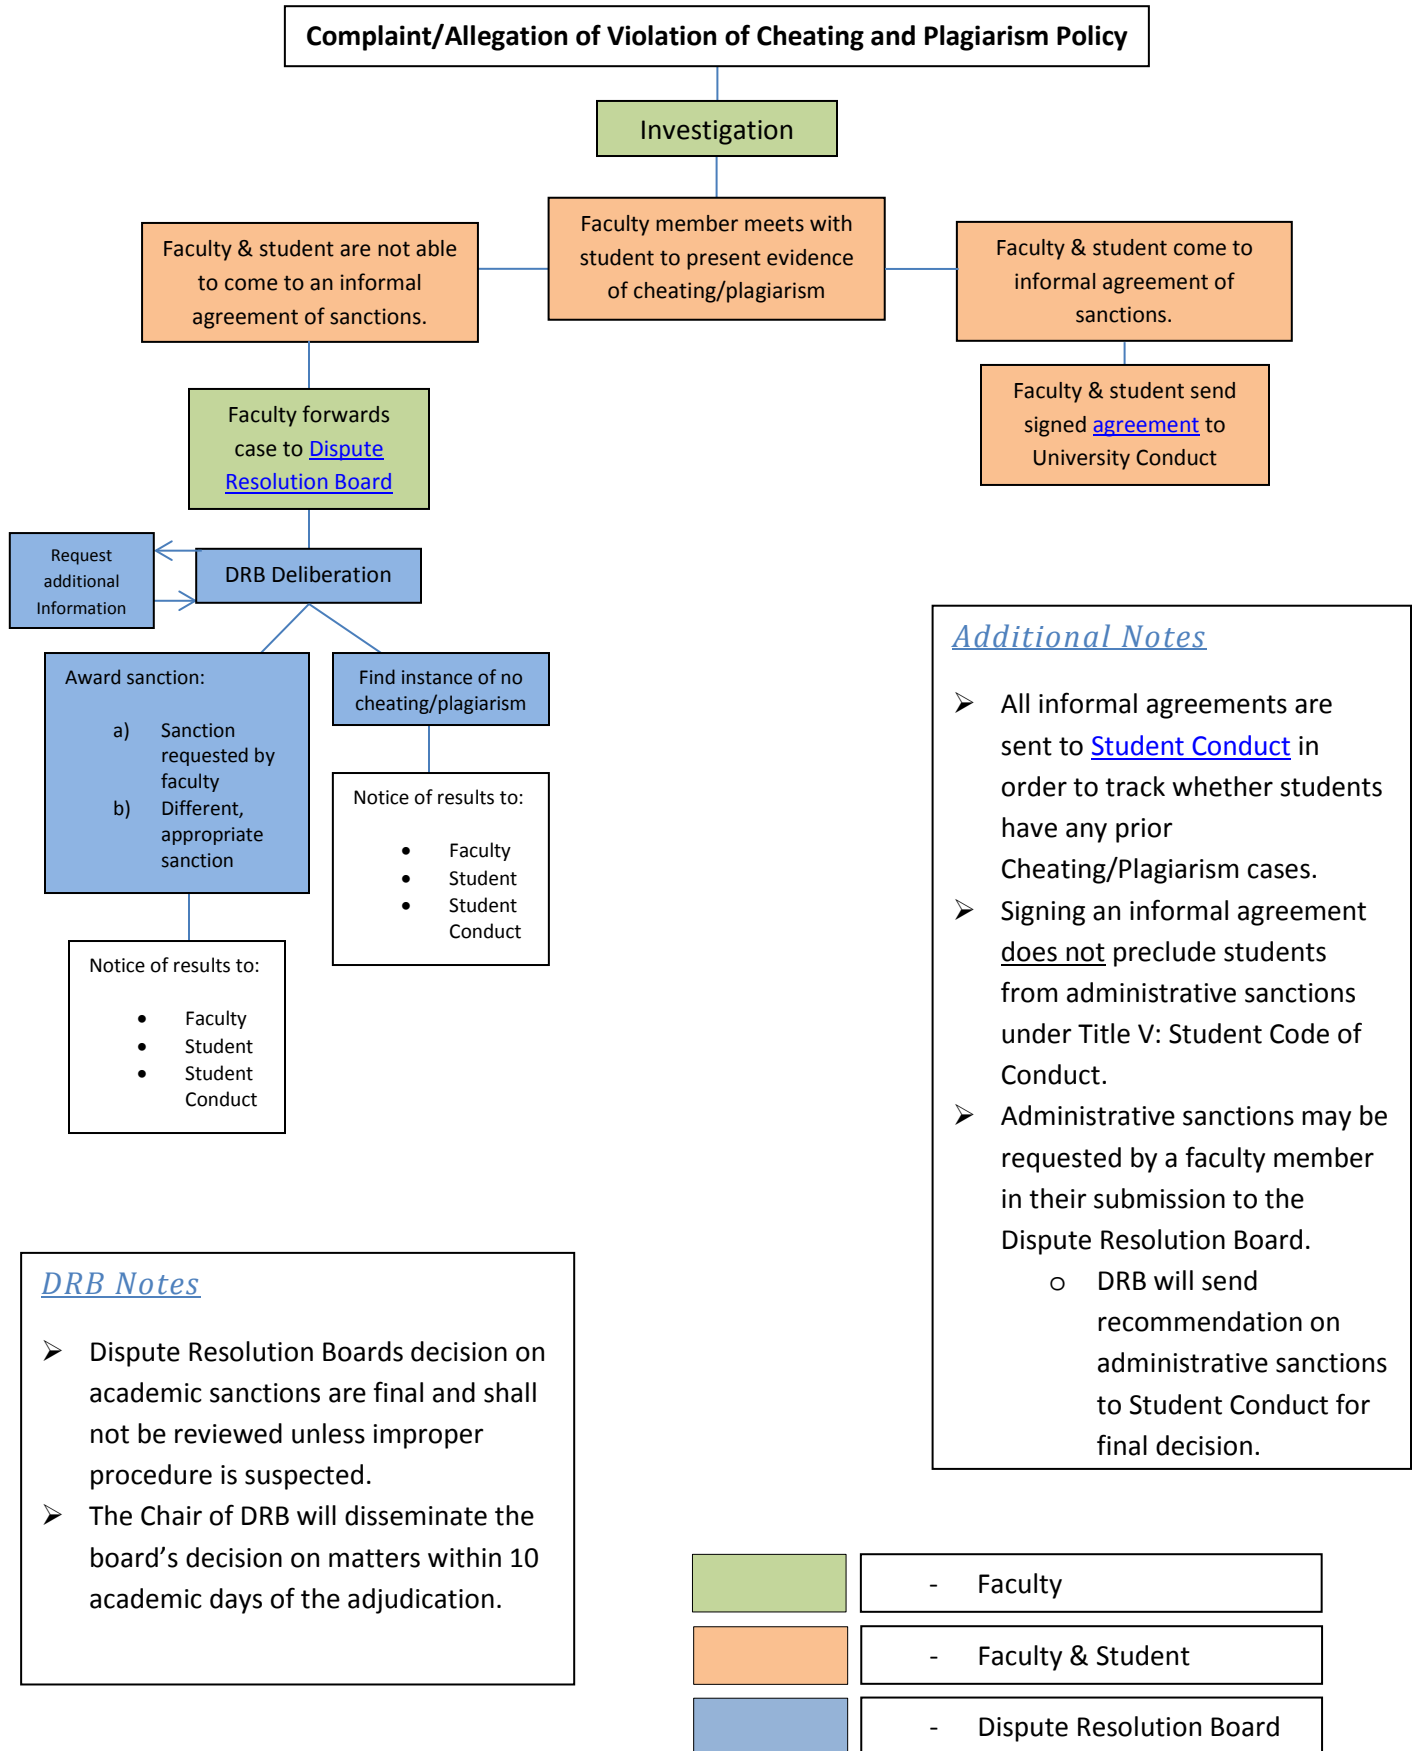 Complaint/Allegation of Violation of Cheating and Plagiarism Policy
Investigation
Faculty member meets with
student to present evidence
of cheating/plagiarism
Faculty & student are not able
to come to an informal
agreement of sanctions.
Faculty & student come to
informal agreement of
sanctions.
Faculty & student send
signed agreement to
University Conduct
Faculty forwards
case to Dispute
Resolution Board
Request
additional
Information
DRB Deliberation
Award sanction:
a) Sanction
requested by
faculty
b) Different,
appropriate
sanction
Find instance of no
cheating/plagiarism
Notice of results to:
• Faculty
• Student
• Student
Conduct
Notice of results to:
• Faculty
• Student
• Student
Conduct
Additional Notes
➢ All informal agreements are
sent to Student Conduct in
order to track whether students
have any prior
Cheating/Plagiarism cases.
➢ Signing an informal agreement
does not preclude students
from administrative sanctions
under Title V: Student Code of
Conduct.
➢ Administrative sanctions may be
requested by a faculty member
in their submission to the
Dispute Resolution Board.
o DRB will send
recommendation on
administrative sanctions
to Student Conduct for
final decision.
DRB Notes
➢ Dispute Resolution Boards decision on
academic sanctions are final and shall
not be reviewed unless improper
procedure is suspected.
➢ The Chair of DRB will disseminate the
board’s decision on matters within 10
academic days of the adjudication.
- Faculty
- Faculty & Student
- Dispute Resolution Board